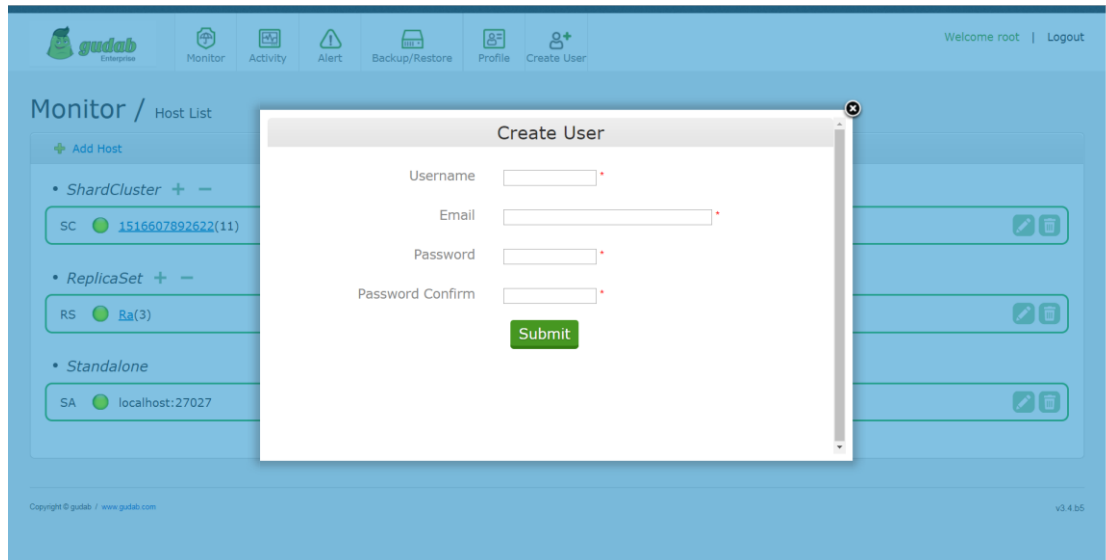 gudab
Enterprise
Monitor
Activity
Alert
Backup/Restore
Profile
Create User
Welcome root | Logout
Monitor / Host List
Add Host
• ShardCluster + −
SC 1516607892622(11)
• ReplicaSet + −
RS Ra(3)
• Standalone
SA localhost:27027
Create User
Username *
Email *
Password *
Password Confirm *
Submit
Copyright © gudab / www.gudab.com
v3.4.b5